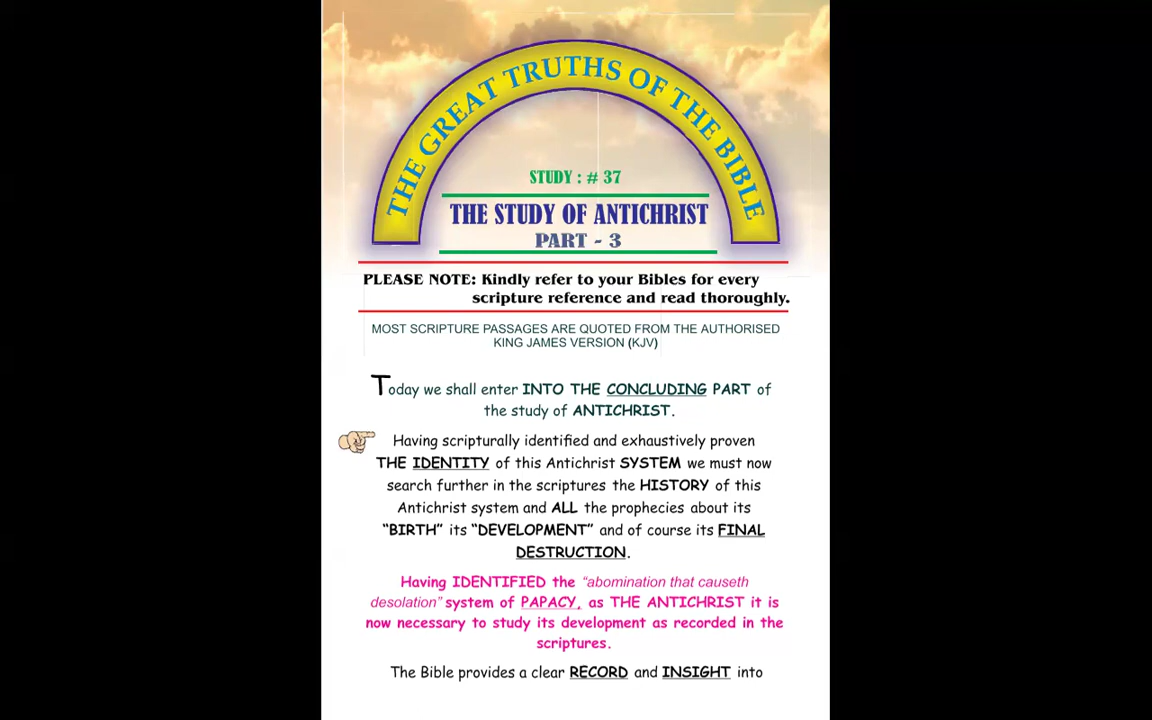 THE GREAT TRUTHS OF THE BIBLE
STUDY : # 37
THE STUDY OF ANTICHRIST
PART - 3
PLEASE NOTE: Kindly refer to your Bibles for every
scripture reference and read thoroughly.
MOST SCRIPTURE PASSAGES ARE QUOTED FROM THE AUTHORISED
KING JAMES VERSION (KJV)
Today we shall enter INTO THE CONCLUDING PART of
the study of ANTICHRIST.
Having scripturally identified and exhaustively proven
THE IDENTITY of this Antichrist SYSTEM we must now
search further in the scriptures the HISTORY of this
Antichrist system and ALL the prophecies about its
“BIRTH” its “DEVELOPMENT” and of course its FINAL
DESTRUCTION.
Having IDENTIFIED the “abomination that causeth
desolation” system of PAPACY, as THE ANTICHRIST it is
now necessary to study its development as recorded in the
scriptures.
The Bible provides a clear RECORD and INSIGHT into